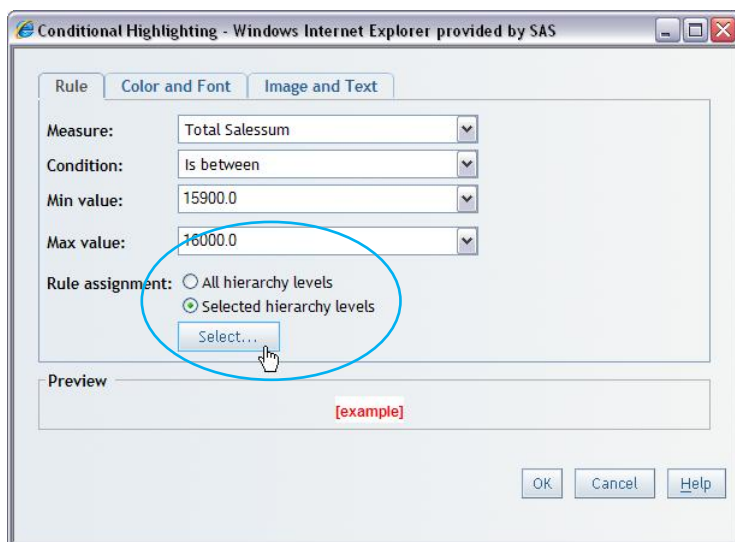 Conditional Highlighting - Windows Internet Explorer provided by SAS
Rule Color and Font Image and Text
Measure: Total Salessum
Condition: Is between
Min value: 15900.0
Max value: 16000.0
Rule assignment: All hierarchy levels
Selected hierarchy levels
Select...
Preview
[example]
OK Cancel Help